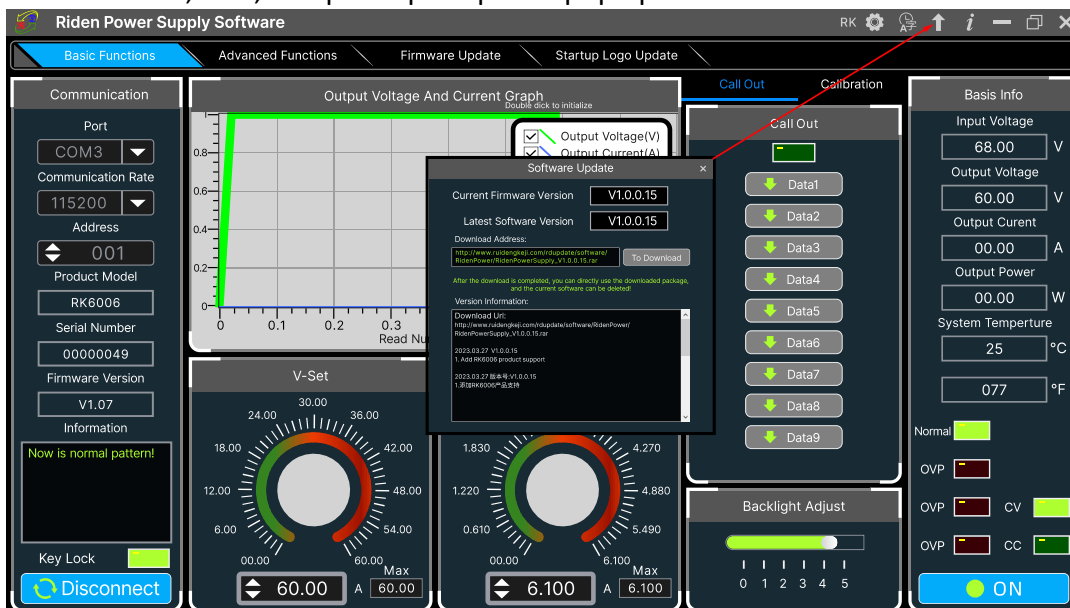 Riden Power Supply Software
RK
Basic Functions
Advanced Functions
Firmware Update
Startup Logo Update
Communication
Port
COM3
Communication Rate
115200
Address
001
Product Model
RK6006
Serial Number
00000049
Firmware Version
V1.07
Information
Now is normal pattern!
Key Lock
Disconnect
Output Voltage And Current Graph
Double dick to initialize
Output Voltage(V)
Output Current(A)
1
0.8
0.6
0.4
0.2
0
0 0.1 0.2 0.3
Read Nu
Software Update ×
Current Firmware Version V1.0.0.15
Latest Software Version V1.0.0.15
Download Address:
http://www.ruidengkeji.com/rdupdate/software/
RidenPower/RidenPowerSupply_V1.0.0.15.rar
To Download
After the download is completed, you can directly use the downloaded package,
and the current software can be deleted!
Version Information:
Download Url:
http://www.ruidengkeji.com/rdupdate/software/RidenPower/
RidenPowerSupply_V1.0.0.15.rar
2023.03.27 V1.0.0.15
1. Add RK6006 product support
2023.03.27 版本号:V1.0.0.15
1.添加RK6006产品支持
V-Set
00.00
6.00
12.00
18.00
24.00
30.00
36.00
42.00
48.00
54.00
60.00
60.00 A
Max
60.00
00.00
0.610
1.220
1.830
4.270
4.880
5.490
6.100
6.100 A
Max
6.100
Call Out
Calibration
Call Out
Data1
Data2
Data3
Data4
Data5
Data6
Data7
Data8
Data9
Backlight Adjust
0 1 2 3 4 5
Basis Info
Input Voltage
68.00 V
Output Voltage
60.00 V
Output Curent
00.00 A
Output Power
00.00 W
System Temperture
25 °C
077 °F
Normal
OVP
OVP CV
OVP CC
ON